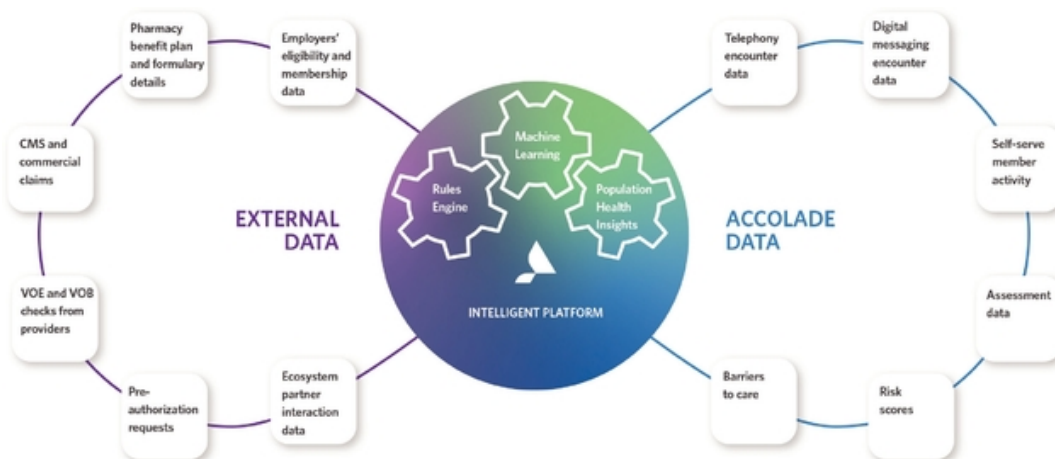 Pharmacy
benefit plan
and formulary
details
Employers'
eligibility and
membership
data
CMS and
commercial
claims
EXTERNAL
DATA
VOE and VOB
checks from
providers
Pre-
authorization
requests
Ecosystem
partner
interaction
data
Machine
Learning
Rules
Engine
Population
Health
Insights
INTELLIGENT PLATFORM
Telephony
encounter
data
Digital
messaging
encounter
data
Self-serve
member
activity
ACCOLADE
DATA
Assessment
data
Barriers
to care
Risk
scores